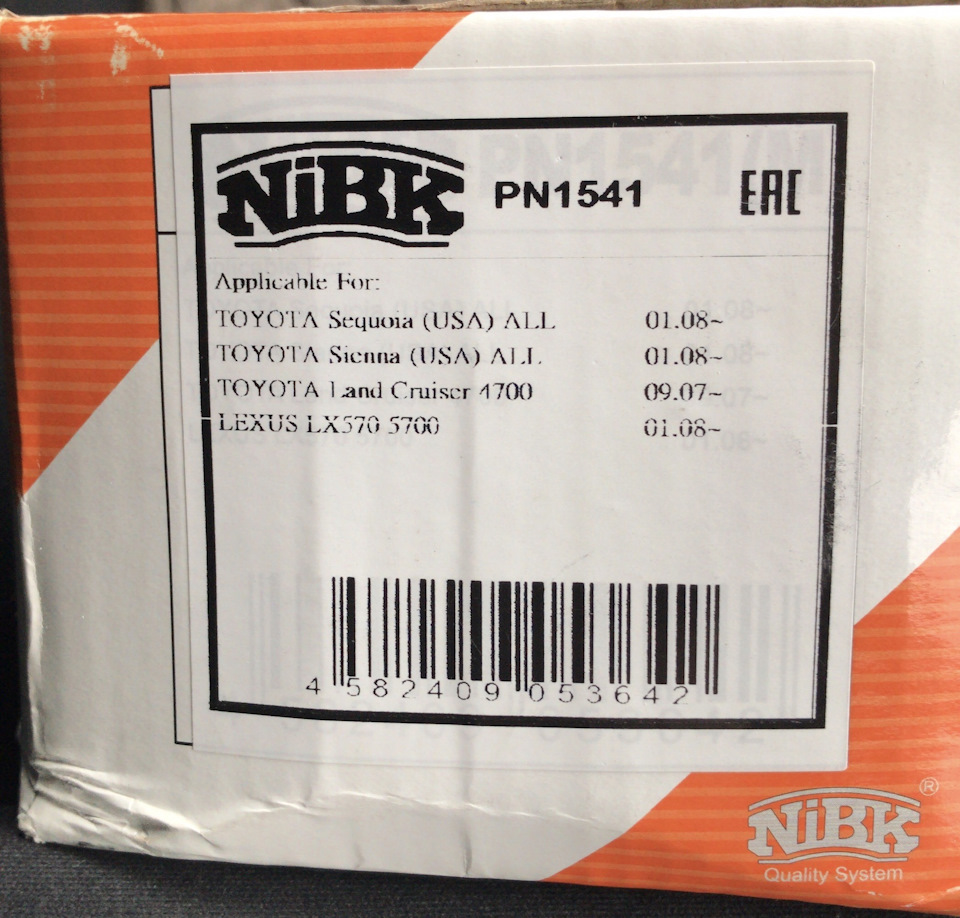 NiBK PN1541 EAC
Applicable For:
TOYOTA Sequoia (USA) ALL 01.08~
TOYOTA Sienna (USA) ALL 01.08~
TOYOTA Land Cruiser 4700 09.07~
LEXUS LX570 5700 01.08~
4 582409 053642
NiBK ®
Quality System